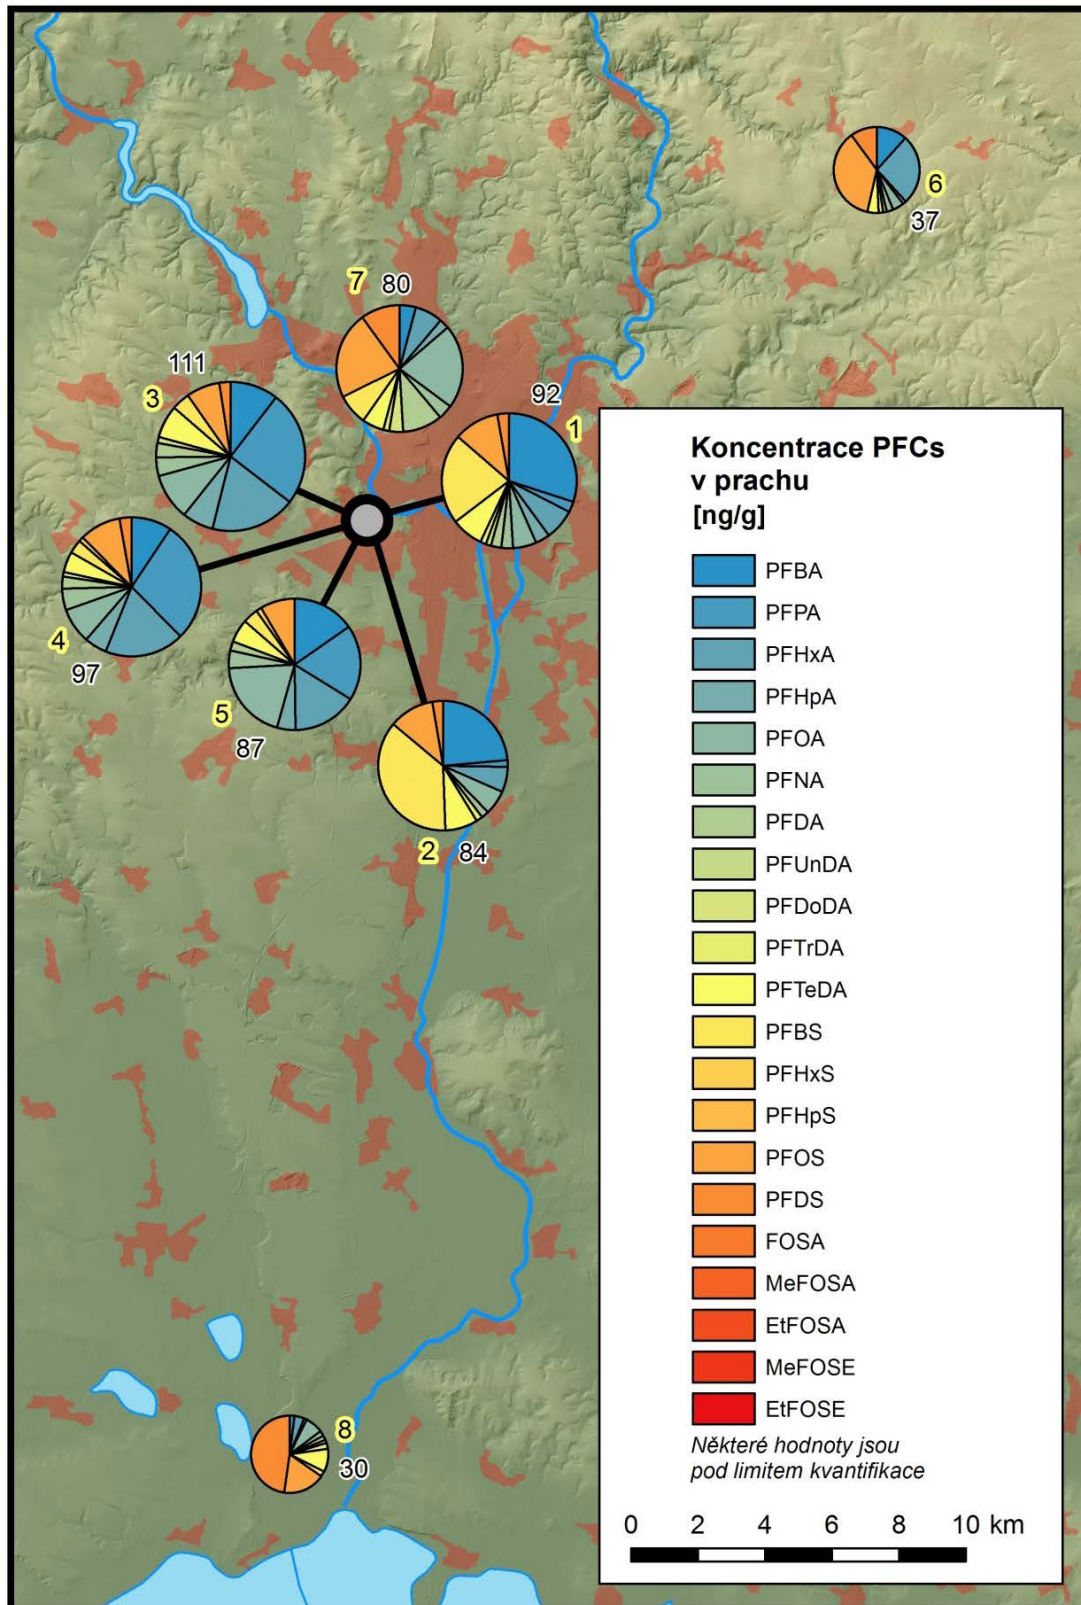 6
37
7
80
111
3
92
1
4
97
5
87
2
84
8
30
Koncentrace PFCs
v prachu
[ng/g]
PFBA
PFPA
PFHxA
PFHpA
PFOA
PFNA
PFDA
PFUnDA
PFDoDA
PFTrDA
PFTeDA
PFBS
PFHxS
PFHpS
PFOS
PFDS
FOSA
MeFOSA
EtFOSA
MeFOSE
EtFOSE
Některé hodnoty jsou
pod limitem kvantifikace
0 2 4 6 8 10 km